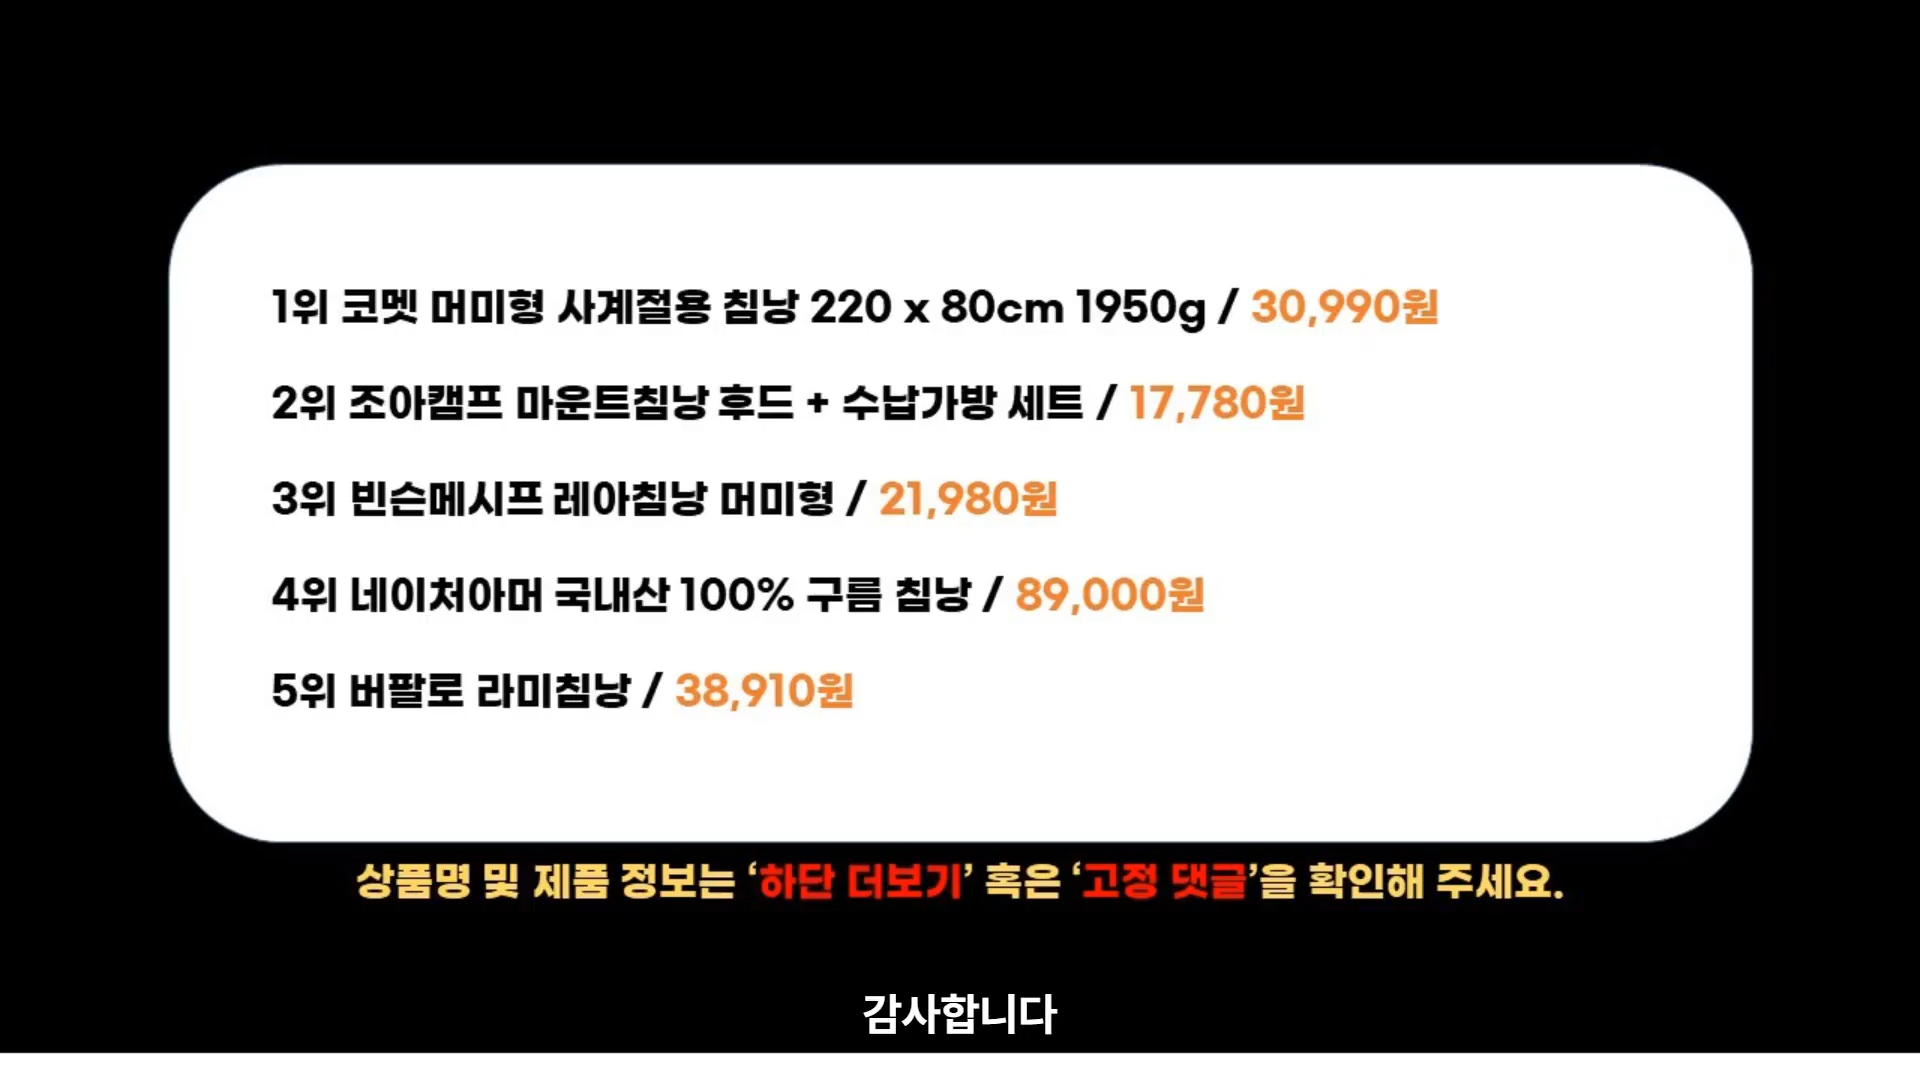 1위 코멧 머미형 사계절용 침낭 220 x 80cm 1950g / 30,990원
2위 조아캠프 마운트침낭 후드 + 수납가방 세트 / 17,780원
3위 빈슨메시프 레아침낭 머미형 / 21,980원
4위 네이처아머 국내산 100% 구름 침낭 / 89,000원
5위 버팔로 라미침낭 / 38,910원
상품명 및 제품 정보는 ‘하단 더보기’ 혹은 ‘고정 댓글’을 확인해 주세요.
감사합니다